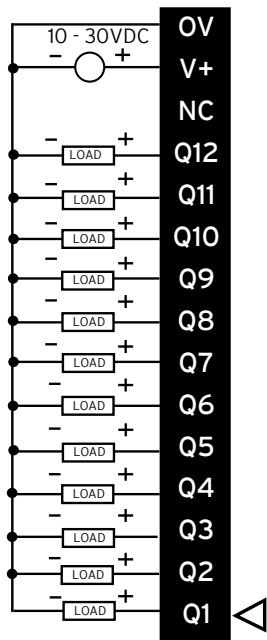 0V
10 - 30VDC
- + V+
NC
- LOAD + Q12
- LOAD + Q11
- LOAD + Q10
- LOAD + Q9
- LOAD + Q8
- LOAD + Q7
- LOAD + Q6
- LOAD + Q5
- LOAD + Q4
- LOAD + Q3
- LOAD + Q2
- LOAD + Q1